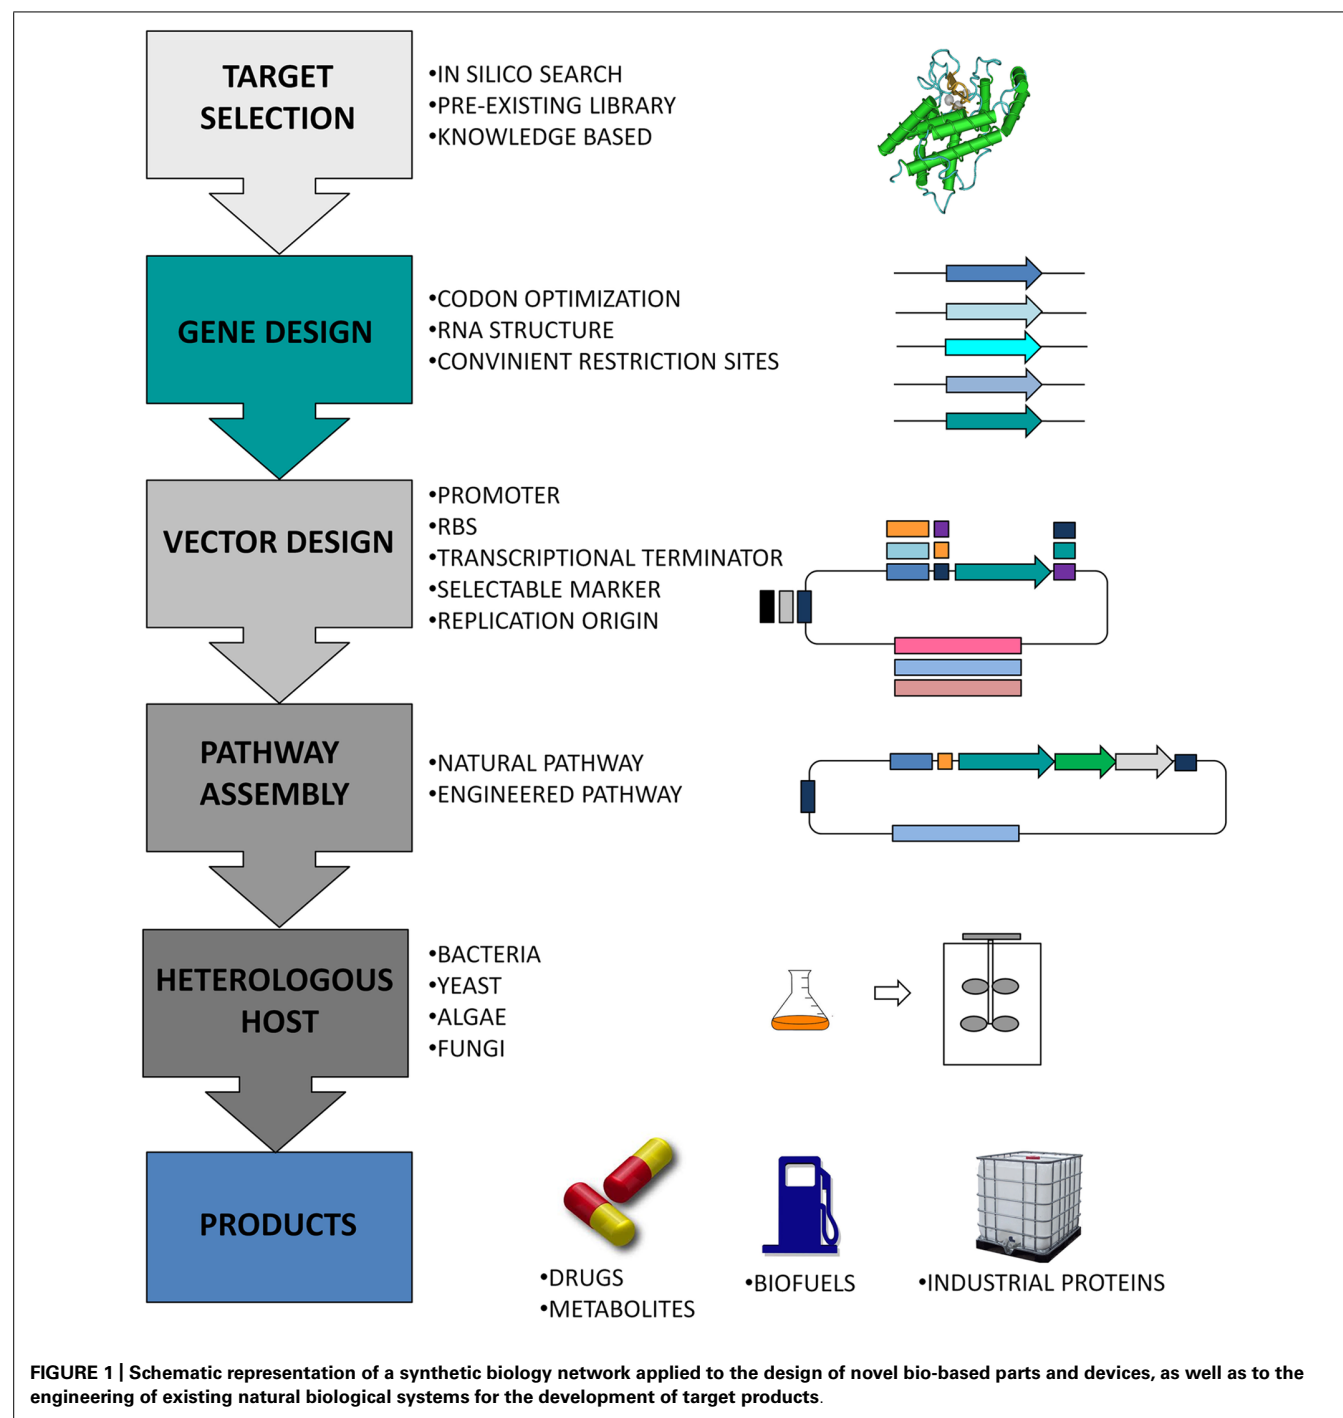 TARGET
SELECTION
•IN SILICO SEARCH
•PRE-EXISTING LIBRARY
•KNOWLEDGE BASED
GENE DESIGN
•CODON OPTIMIZATION
•RNA STRUCTURE
•CONVINIENT RESTRICTION SITES
VECTOR DESIGN
•PROMOTER
•RBS
•TRANSCRIPTIONAL TERMINATOR
•SELECTABLE MARKER
•REPLICATION ORIGIN
PATHWAY
ASSEMBLY
•NATURAL PATHWAY
•ENGINEERED PATHWAY
HETEROLOGOUS
HOST
•BACTERIA
•YEAST
•ALGAE
•FUNGI
PRODUCTS
•DRUGS
•METABOLITES
•BIOFUELS
•INDUSTRIAL PROTEINS
FIGURE 1 | Schematic representation of a synthetic biology network applied to the design of novel bio-based parts and devices, as well as to the
engineering of existing natural biological systems for the development of target products.